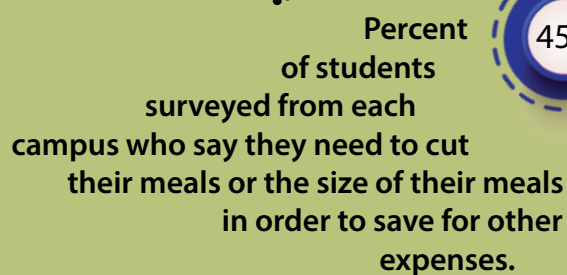 Percent
of students
surveyed from each
campus who say they need to cut
their meals or the size of their meals
in order to save for other
expenses.
45